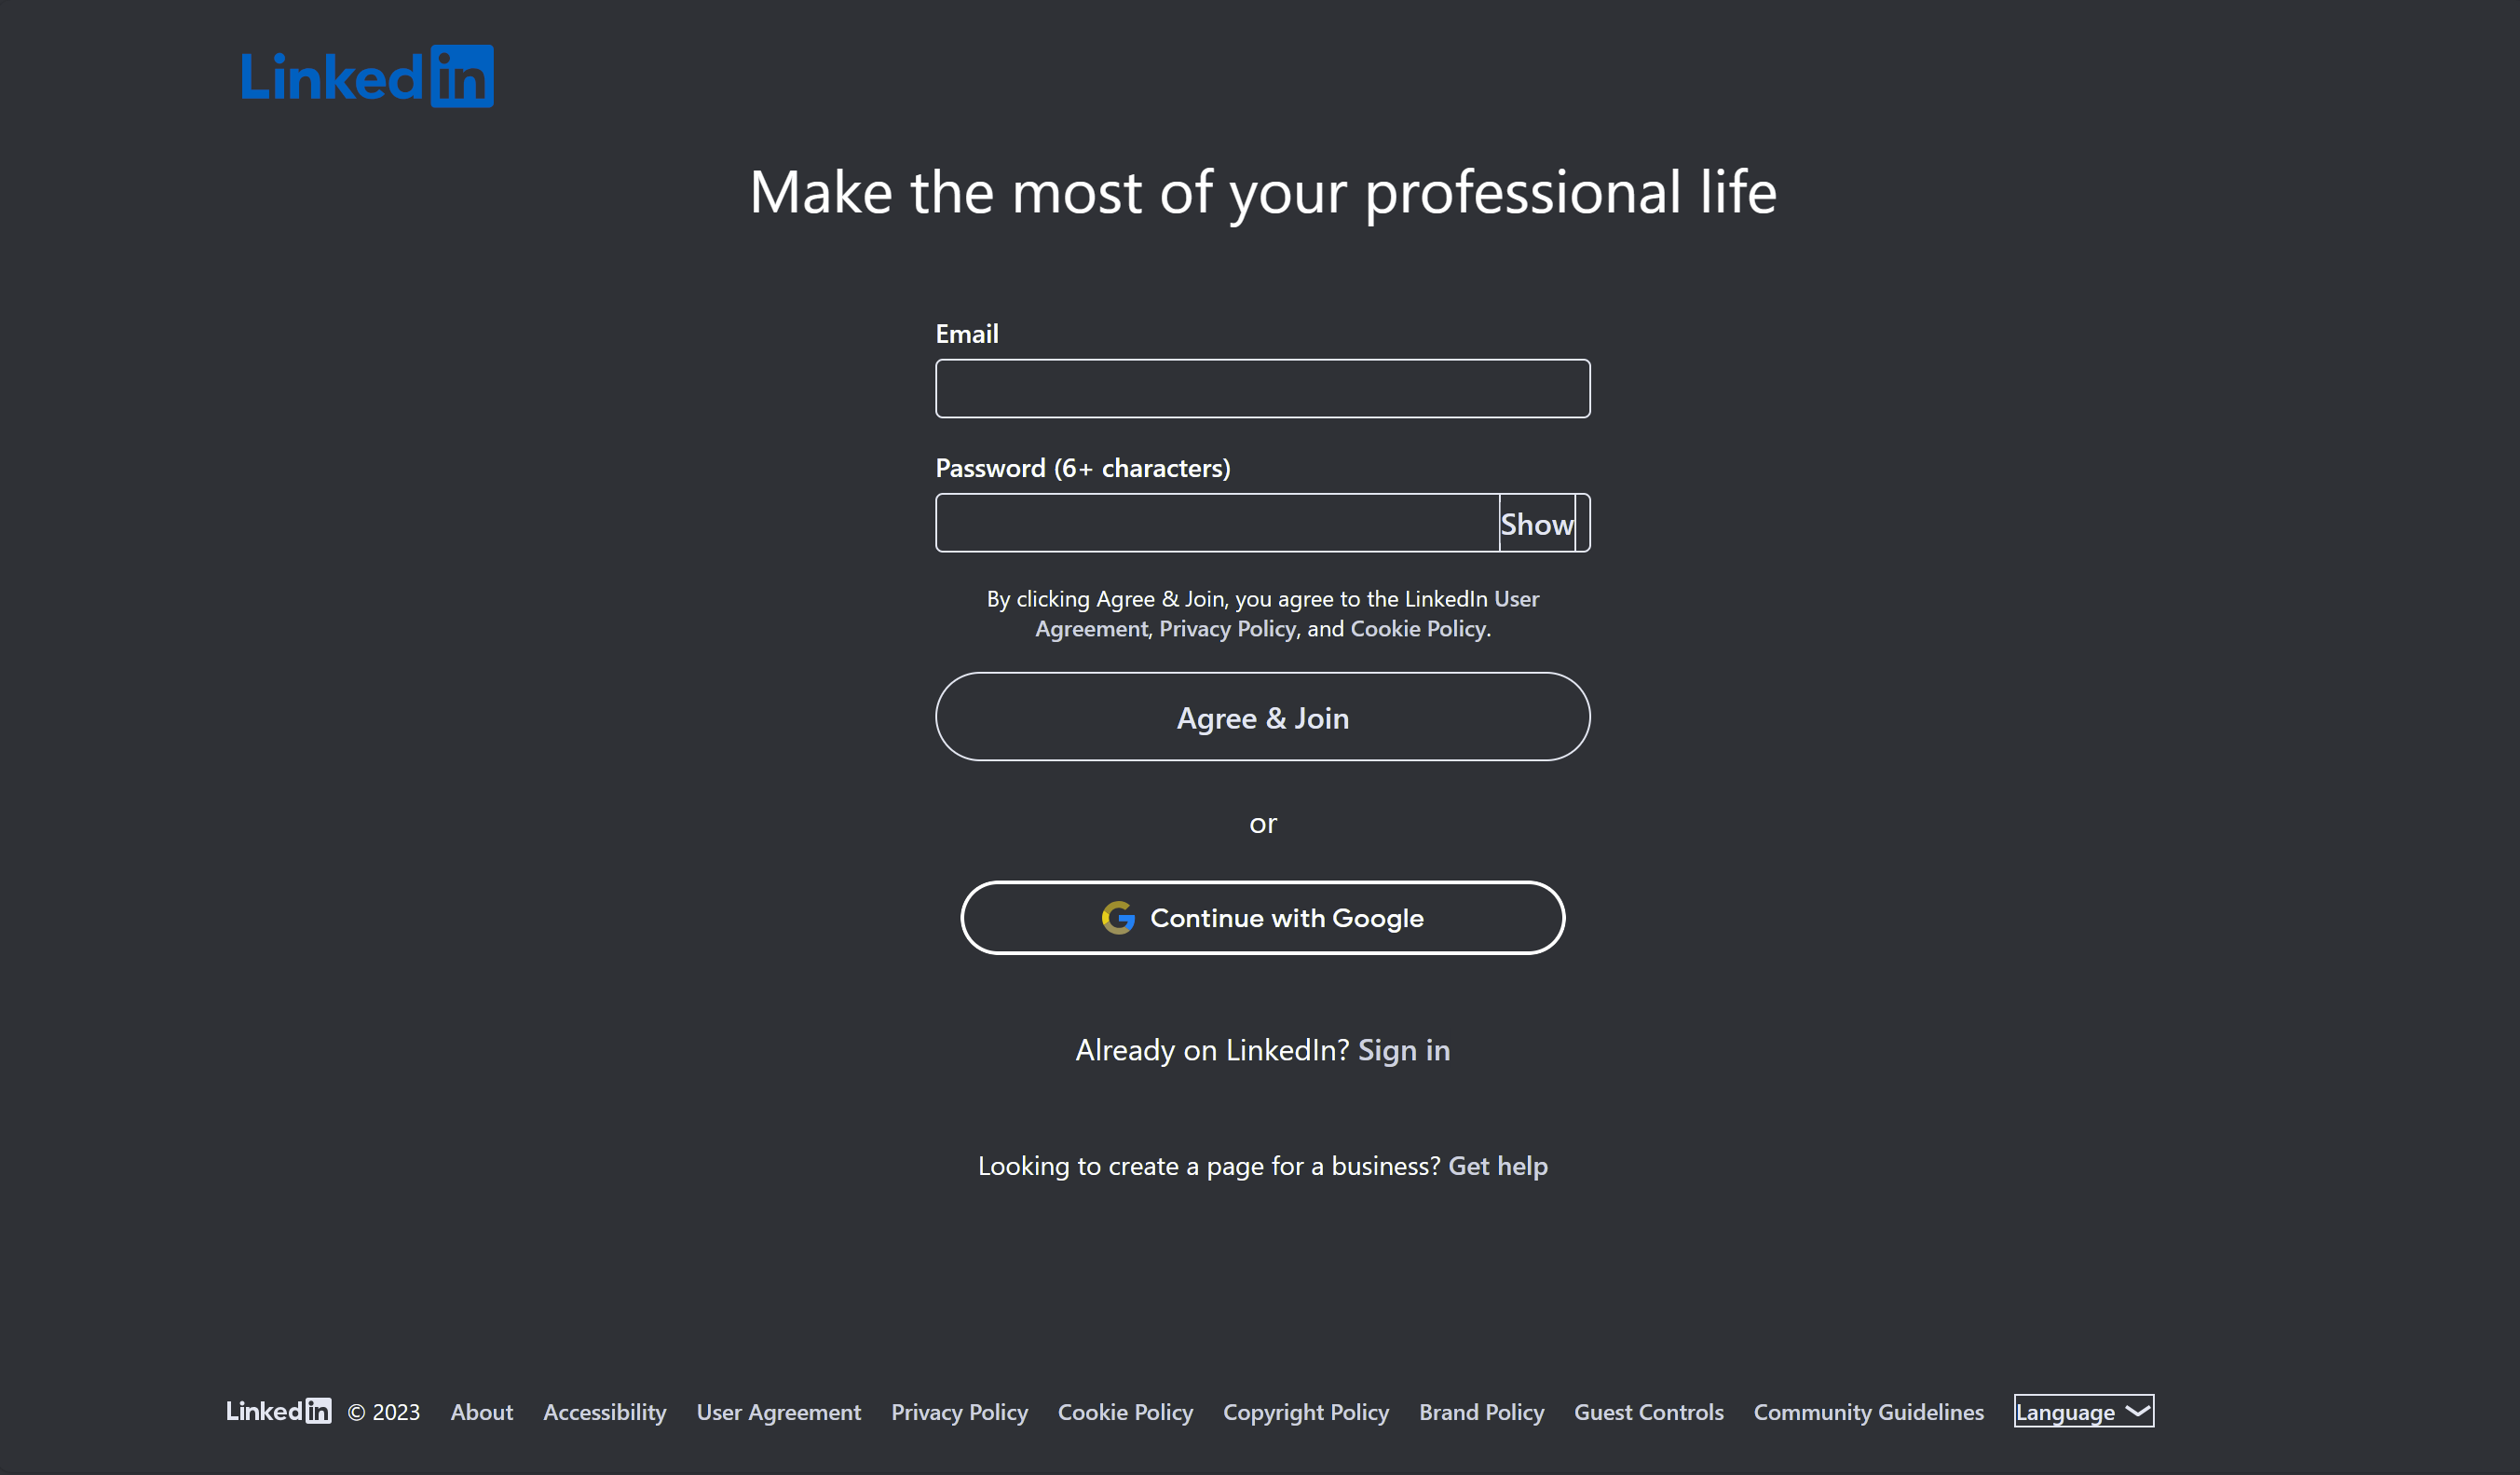 Linkedin
Make the most of your professional life
Email
Password (6+ characters)
Show
By clicking Agree & Join, you agree to the LinkedIn User
Agreement, Privacy Policy, and Cookie Policy.
Agree & Join
or
Continue with Google
Already on LinkedIn? Sign in
Looking to create a page for a business? Get help
Linkedin © 2023 About Accessibility User Agreement Privacy Policy Cookie Policy Copyright Policy Brand Policy Guest Controls Community Guidelines Language